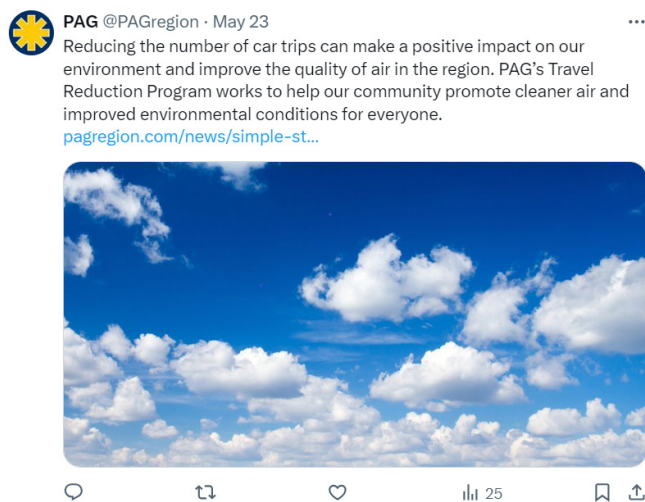 PAG @PAGregion · May 23
Reducing the number of car trips can make a positive impact on our
environment and improve the quality of air in the region. PAG’s Travel
Reduction Program works to help our community promote cleaner air and
improved environmental conditions for everyone.
pagregion.com/news/simple-st...
25